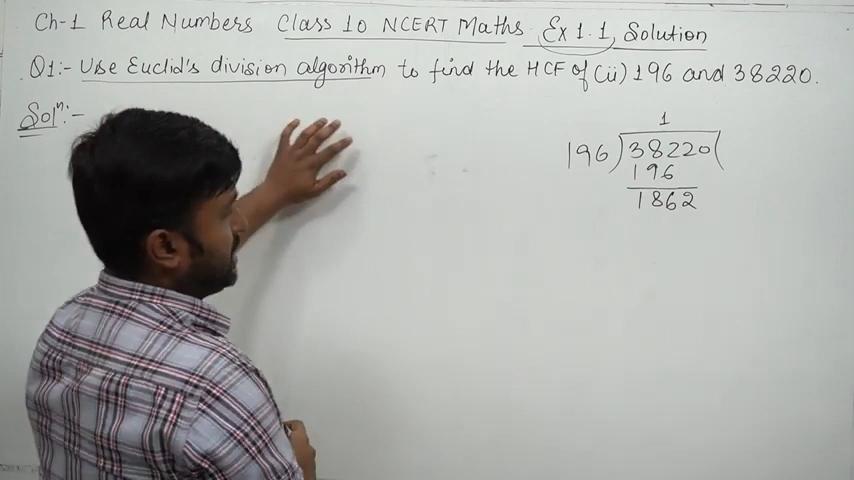 Ch-1 Real Numbers Class 10 NCERT Maths Ex 1.1, Solution
Q1:- Use Euclid's division algorithm to find the HCF of (ii) 196 and 38220.
Solⁿ:-
1
196)38220(
196
1862